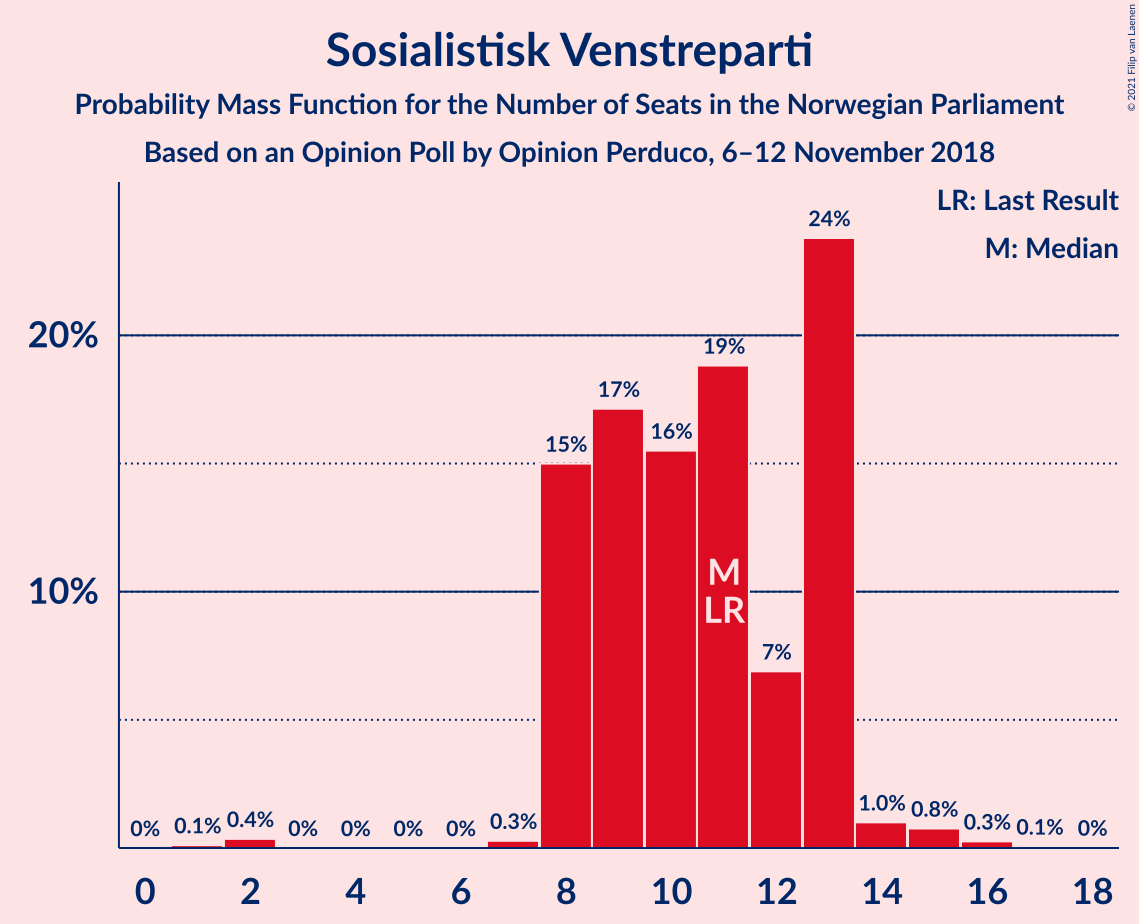 Sosialistisk Venstreparti
Probability Mass Function for the Number of Seats in the Norwegian Parliament
Based on an Opinion Poll by Opinion Perduco, 6–12 November 2018
© 2021 Filip van Laenen
LR: Last Result
M: Median
24%
20%
19%
17%
16%
15%
M
LR
10%
7%
0% 0.1% 0.4% 0% 0% 0% 0% 0.3% 1.0% 0.8% 0.3% 0.1% 0%
0 2 4 6 8 10 12 14 16 18